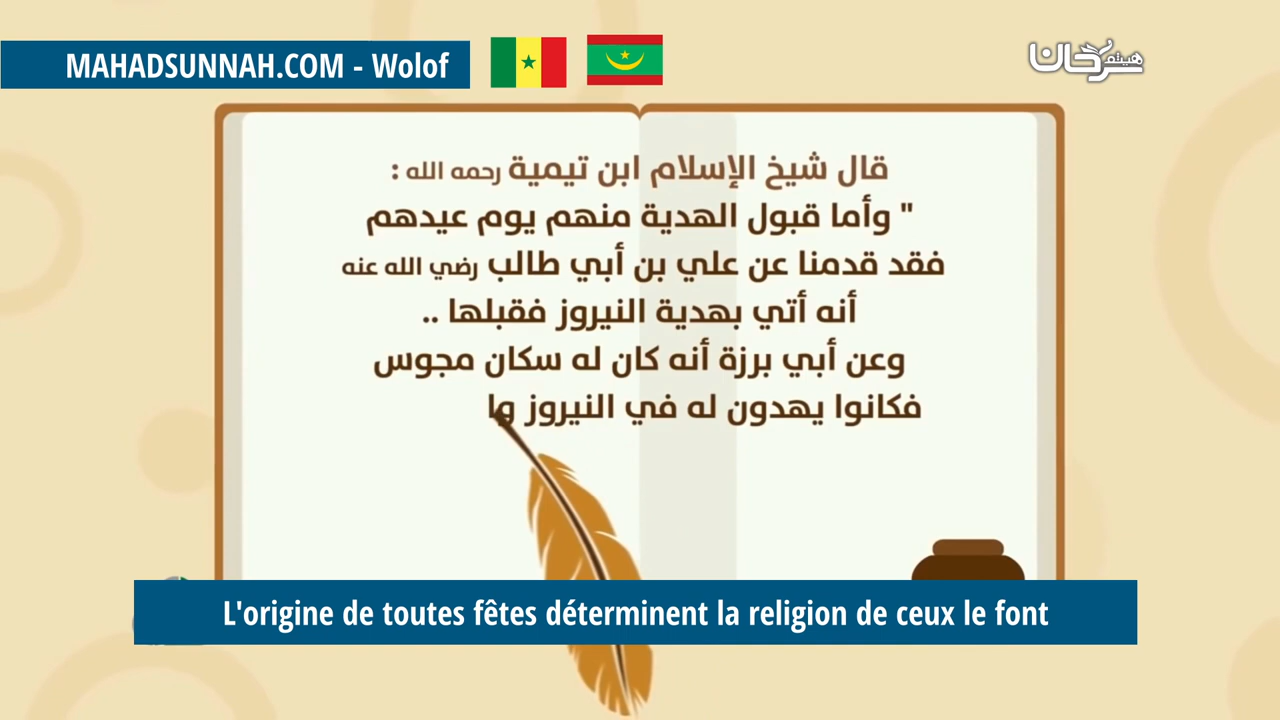 MAHADSUNNAH.COM - Wolof
هيثم سرحان
قال شيخ الإسلام ابن تيمية رحمه الله :
" وأما قبول الهدية منهم يوم عيدهم
فقد قدمنا عن علي بن أبي طالب رضي الله عنه
أنه أتي بهدية النيروز فقبلها ..
وعن أبي برزة أنه كان له سكان مجوس
فكانوا يهدون له في النيروز وا
L'origine de toutes fêtes déterminent la religion de ceux le font